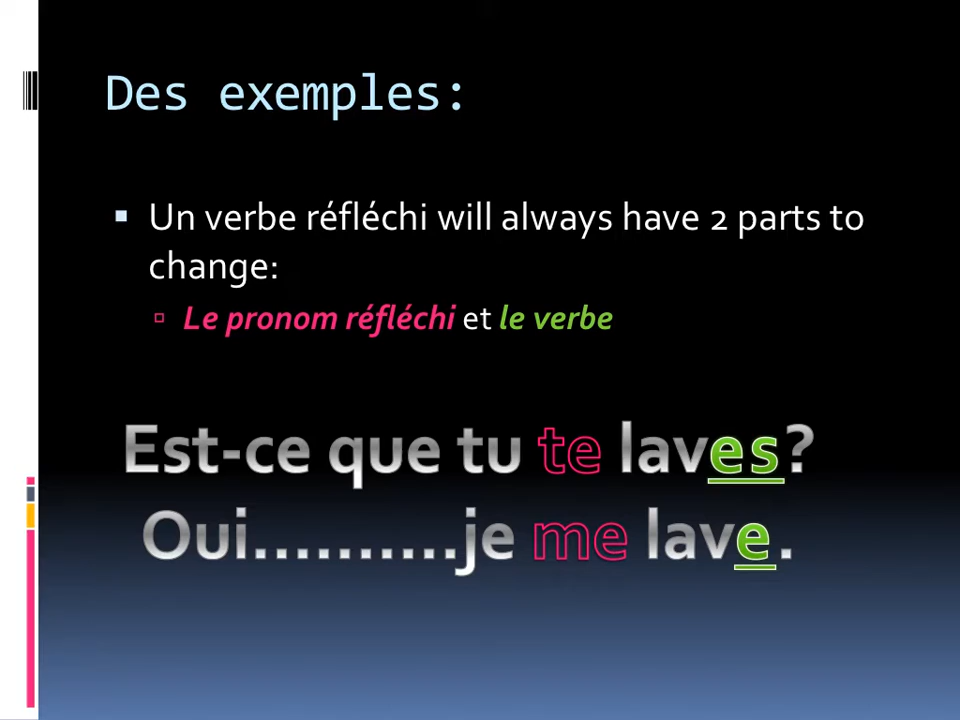 Des exemples:
Un verbe réfléchi will always have 2 parts to
change:
Le pronom réfléchi et le verbe
Est-ce que tu te laves?
Oui..........je me lave.